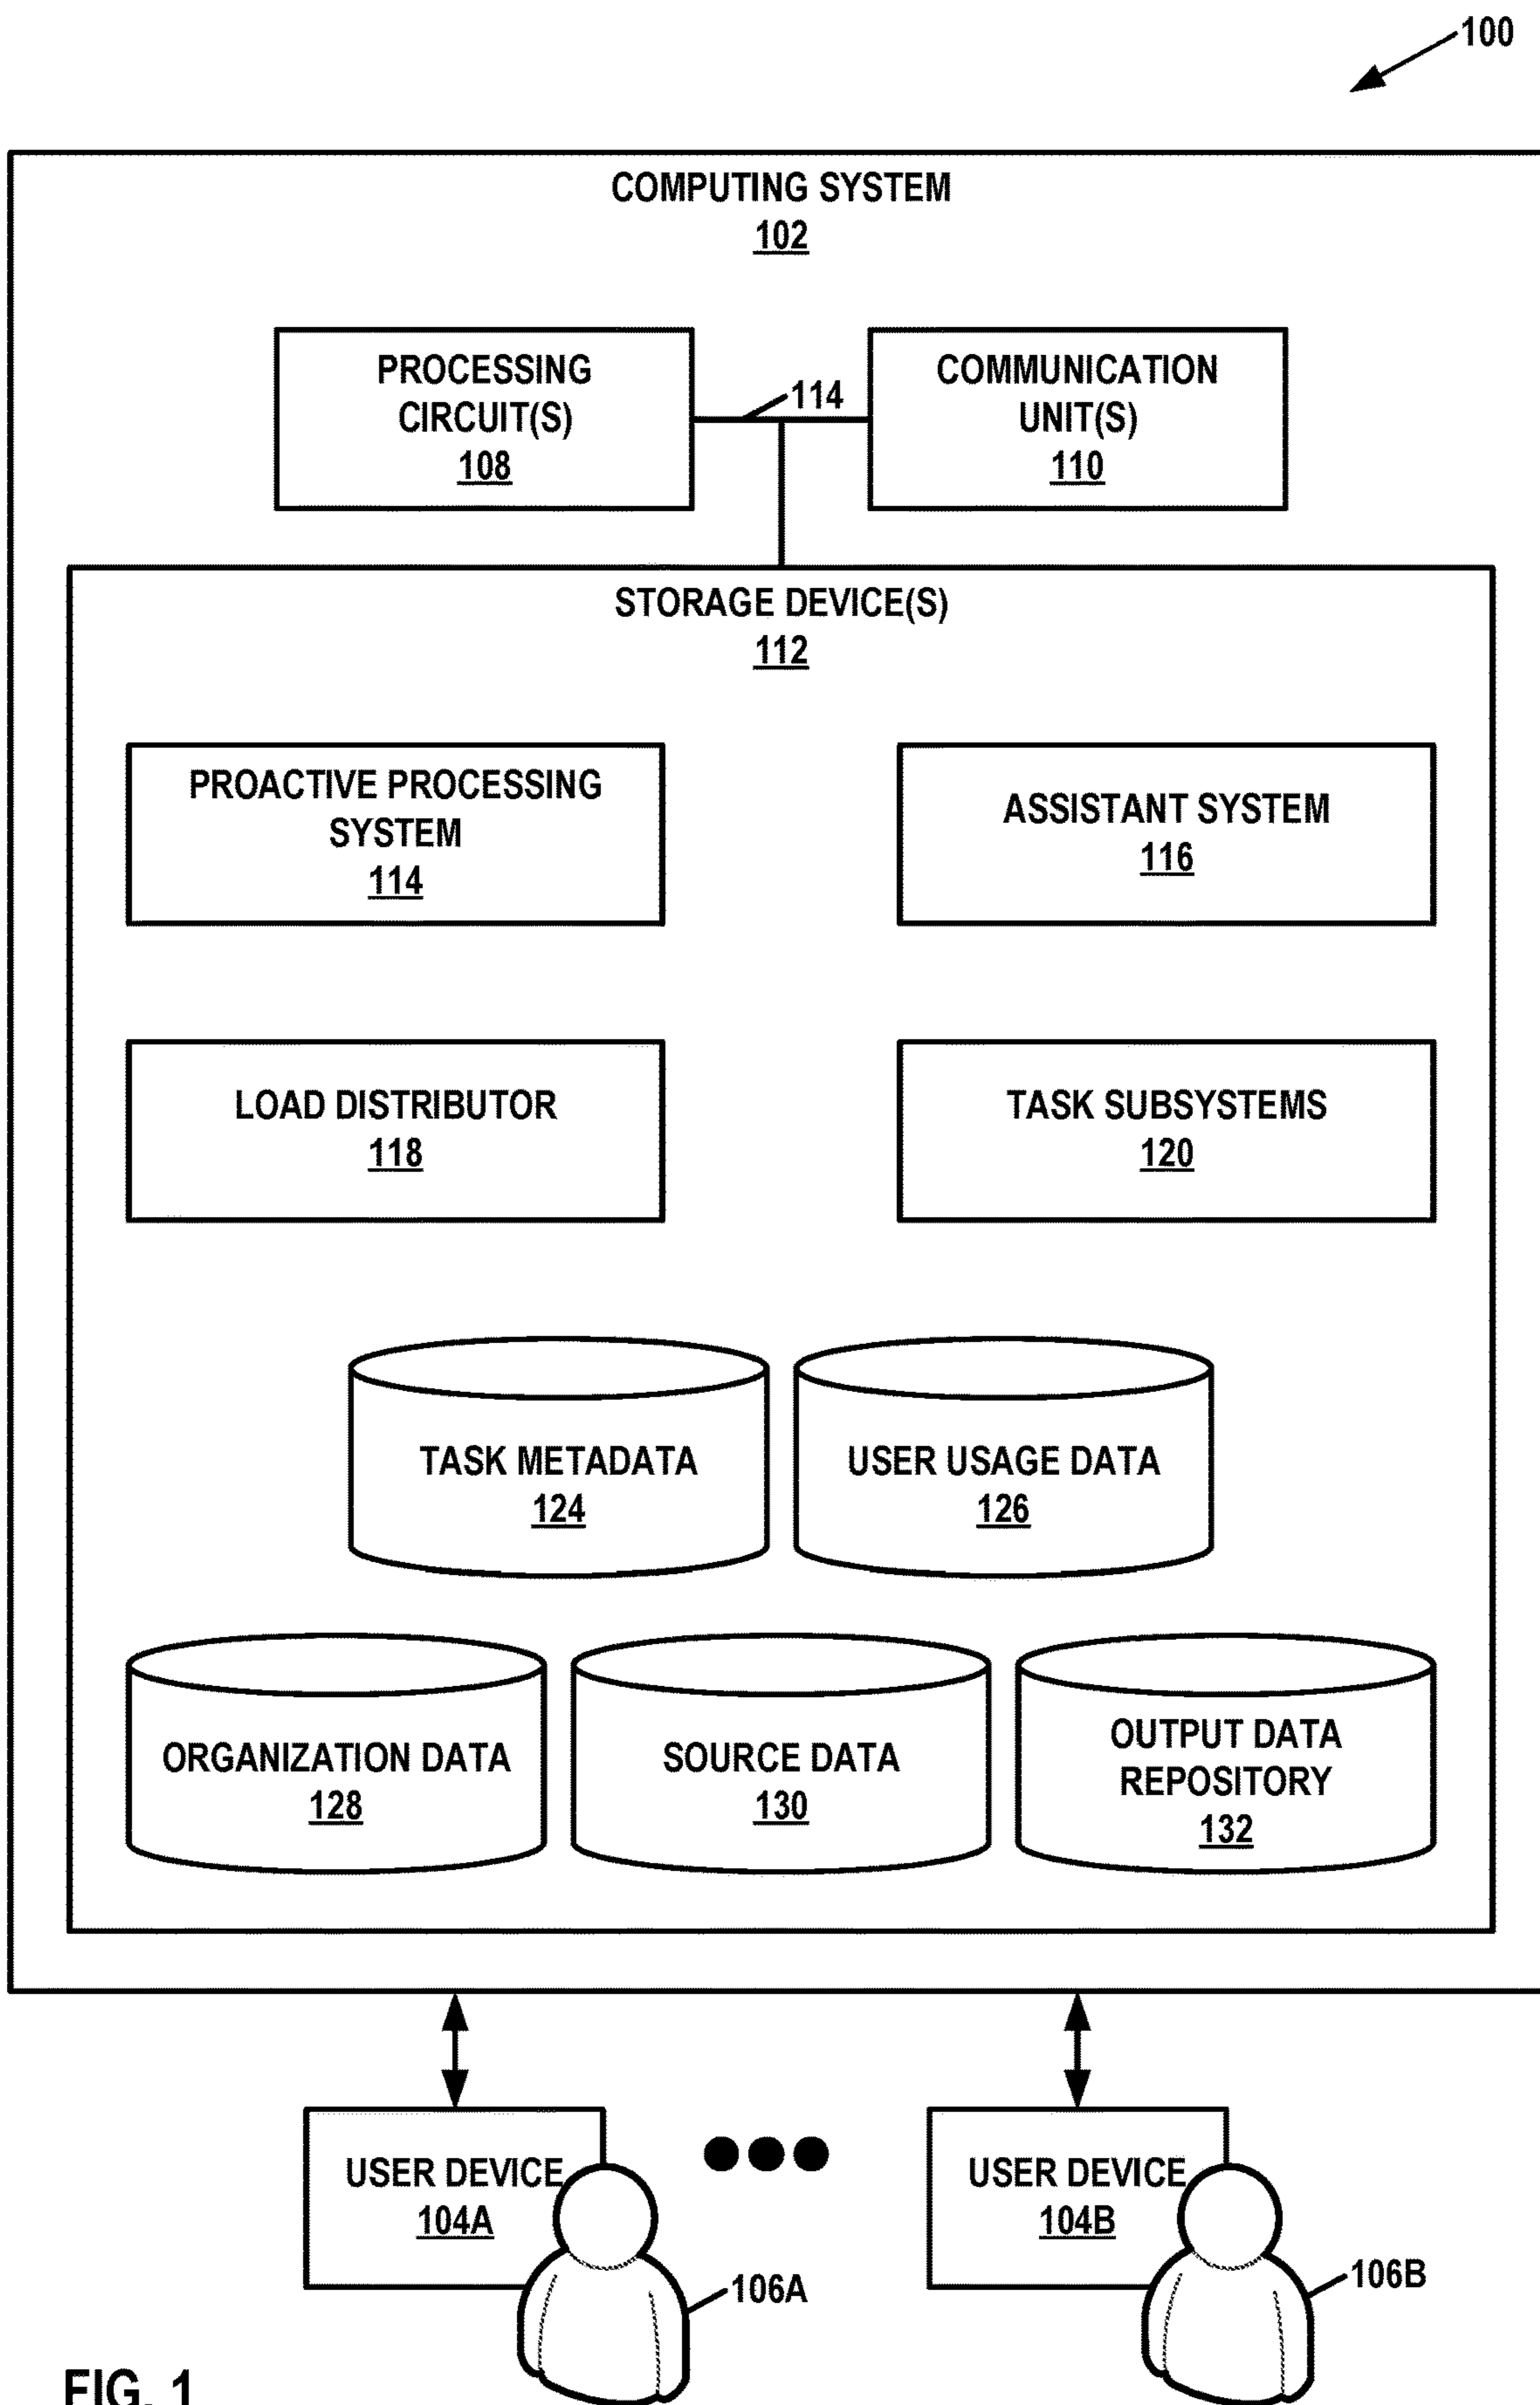 100
COMPUTING SYSTEM
102
PROCESSING
CIRCUIT(S)
108
114
COMMUNICATION
UNIT(S)
110
STORAGE DEVICE(S)
112
PROACTIVE PROCESSING
SYSTEM
114
ASSISTANT SYSTEM
116
LOAD DISTRIBUTOR
118
TASK SUBSYSTEMS
120
TASK METADATA
124
USER USAGE DATA
126
ORGANIZATION DATA
128
SOURCE DATA
130
OUTPUT DATA
REPOSITORY
132
USER DEVICE
104A
106A
USER DEVICE
104B
106B
FIG. 1